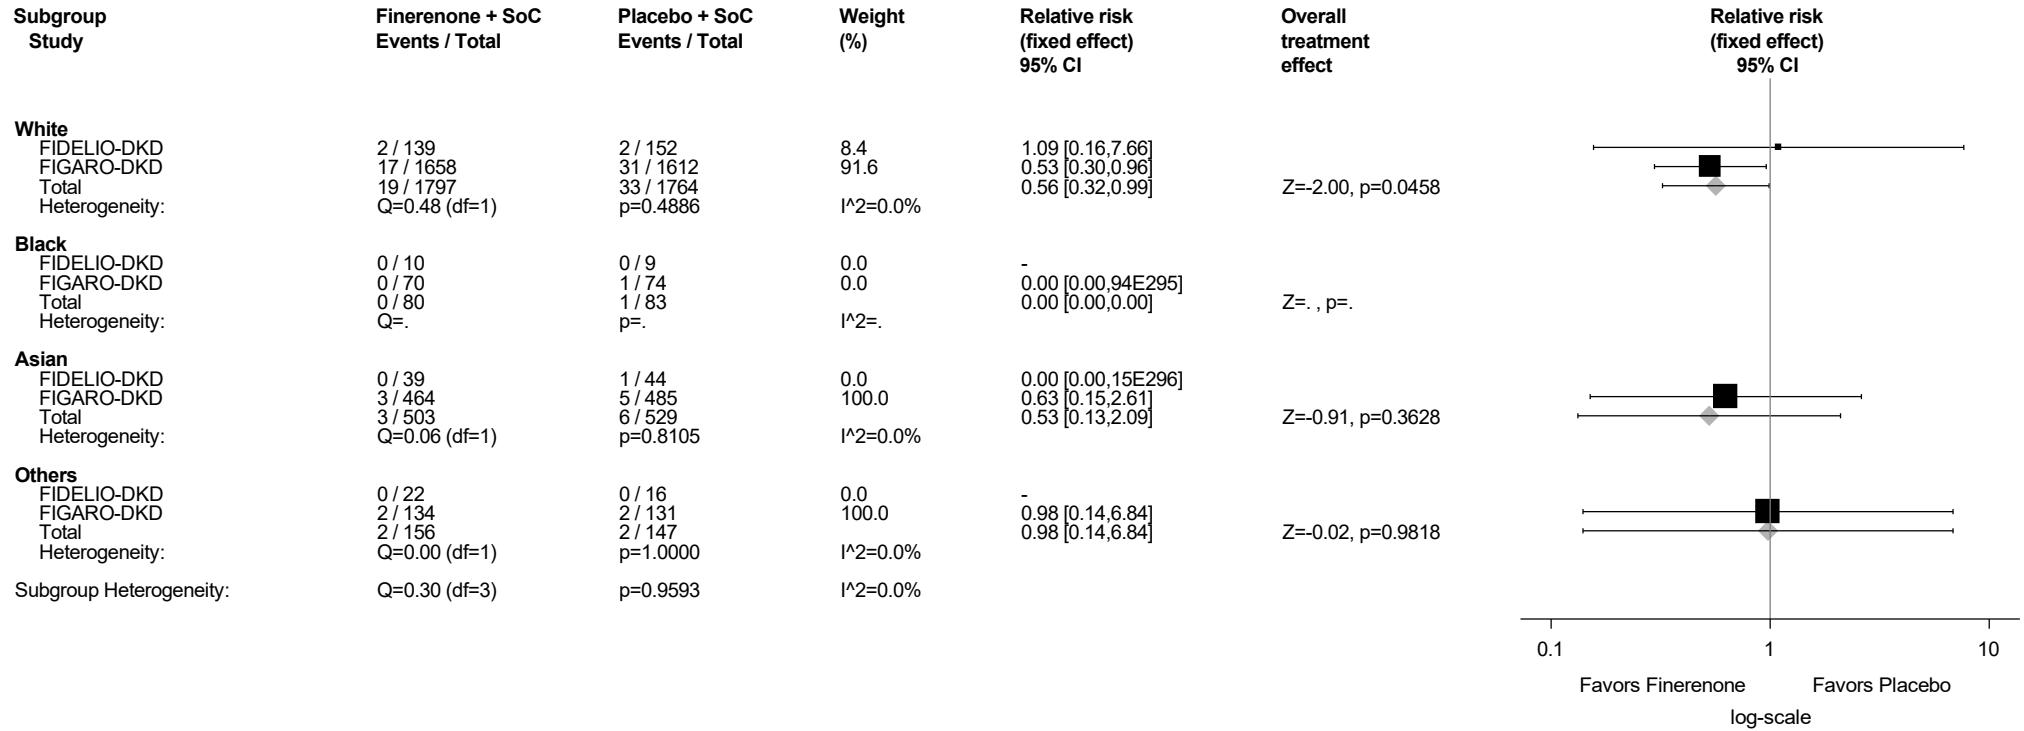 Subgroup Finerenone + SoC Placebo + SoC Weight Relative risk Overall Relative risk
Study Events / Total Events / Total (%) (fixed effect) treatment (fixed effect)
95% CI effect 95% CI
White
FIDELIO-DKD 2 / 139 2 / 152 8.4 1.09 [0.16,7.66]
FIGARO-DKD 17 / 1658 31 / 1612 91.6 0.53 [0.30,0.96]
Total 19 / 1797 33 / 1764 0.56 [0.32,0.99] Z=-2.00, p=0.0458
Heterogeneity: Q=0.48 (df=1) p=0.4886 I^2=0.0%
Black
FIDELIO-DKD 0 / 10 0 / 9 0.0 -
FIGARO-DKD 0 / 70 1 / 74 0.0 0.00 [0.00,94E295]
Total 0 / 80 1 / 83 0.00 [0.00,0.00] Z=. , p=.
Heterogeneity: Q=. p=. I^2=.
Asian
FIDELIO-DKD 0 / 39 1 / 44 0.0 0.00 [0.00,15E296]
FIGARO-DKD 3 / 464 5 / 485 100.0 0.63 [0.15,2.61]
Total 3 / 503 6 / 529 0.53 [0.13,2.09] Z=-0.91, p=0.3628
Heterogeneity: Q=0.06 (df=1) p=0.8105 I^2=0.0%
Others
FIDELIO-DKD 0 / 22 0 / 16 0.0 -
FIGARO-DKD 2 / 134 2 / 131 100.0 0.98 [0.14,6.84]
Total 2 / 156 2 / 147 0.98 [0.14,6.84] Z=-0.02, p=0.9818
Heterogeneity: Q=0.00 (df=1) p=1.0000 I^2=0.0%
Subgroup Heterogeneity: Q=0.30 (df=3) p=0.9593 I^2=0.0%
0.1 1 10
Favors Finerenone Favors Placebo
log-scale